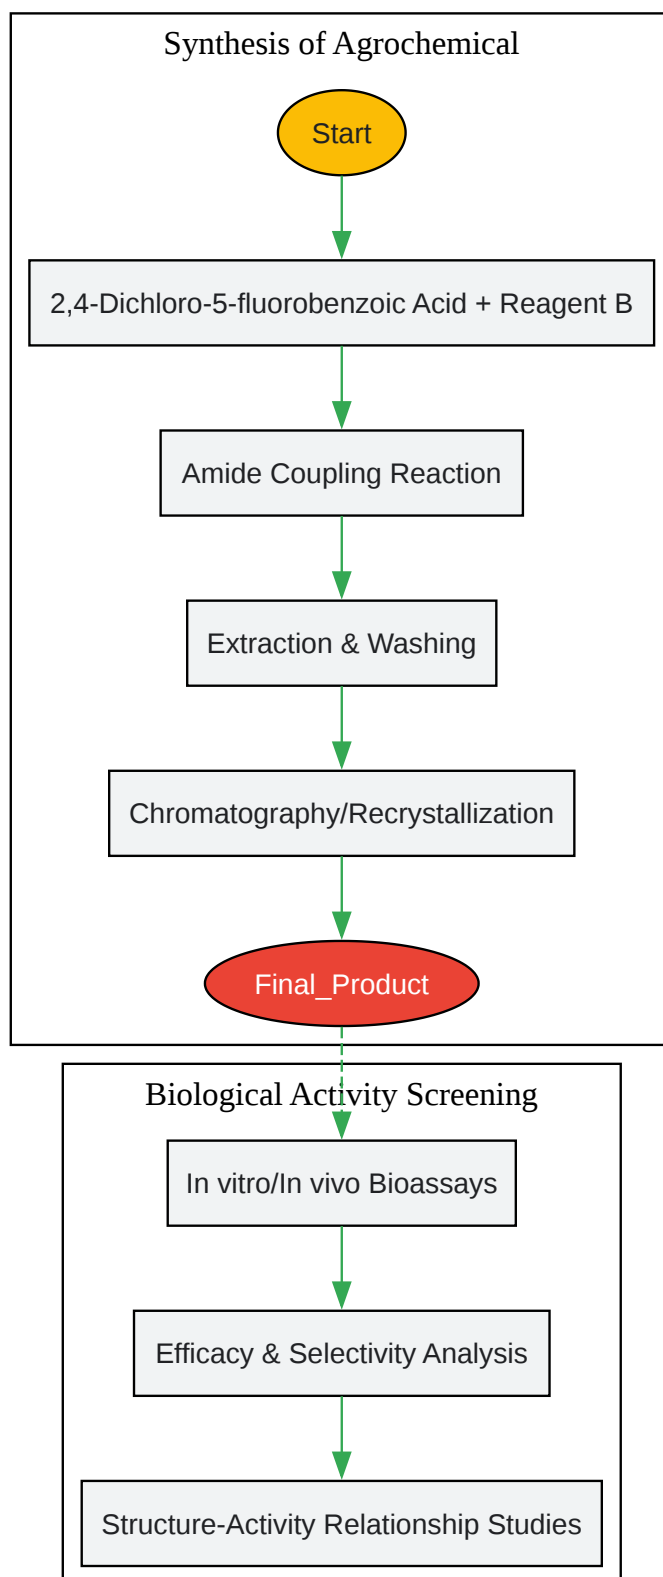 Synthesis of Agrochemical
Start
2,4-Dichloro-5-fluorobenzoic Acid + Reagent B
Amide Coupling Reaction
Extraction & Washing
Chromatography/Recrystallization
Final_Product
Biological Activity Screening
In vitro/In vivo Bioassays
Efficacy & Selectivity Analysis
Structure-Activity Relationship Studies